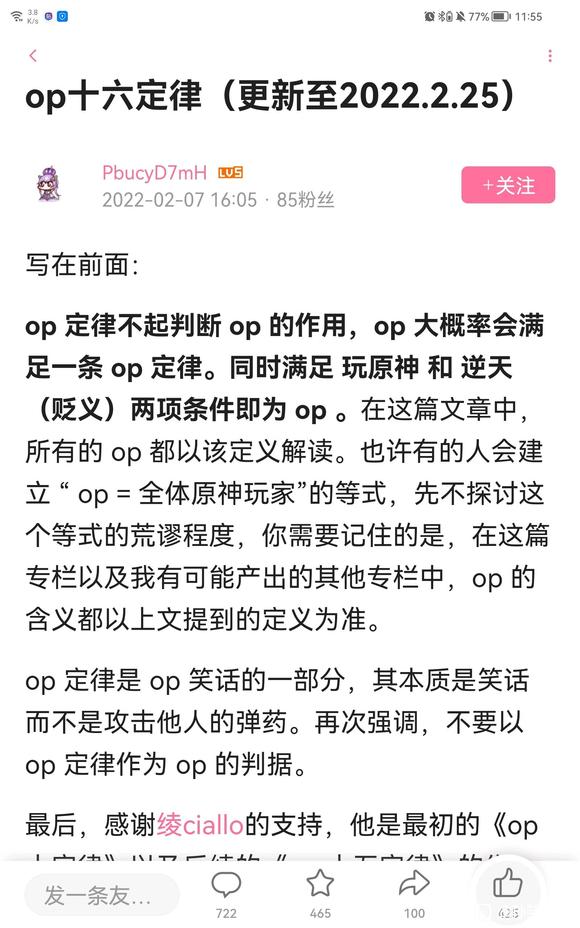 3.8
K/s
77%
11:55
op十六定律（更新至2022.2.25）
PbucyD7mH LV5
2022-02-07 16:05 · 85粉丝
+关注
写在前面：
op 定律不起判断 op 的作用，op 大概率会满
足一条 op 定律。同时满足 玩原神 和 逆天
（贬义）两项条件即为 op 。在这篇文章中，
所有的 op 都以该定义解读。也许有的人会建
立 “ op = 全体原神玩家”的等式，先不探讨这
个等式的荒谬程度，你需要记住的是，在这篇
专栏以及我有可能产出的其他专栏中，op 的
含义都以上文提到的定义为准。
op 定律是 op 笑话的一部分，其本质是笑话
而不是攻击他人的弹药。再次强调，不要以
op 定律作为 op 的判据。
最后，感谢绫ciallo的支持，他是最初的《op
发一条友...
722
465
100